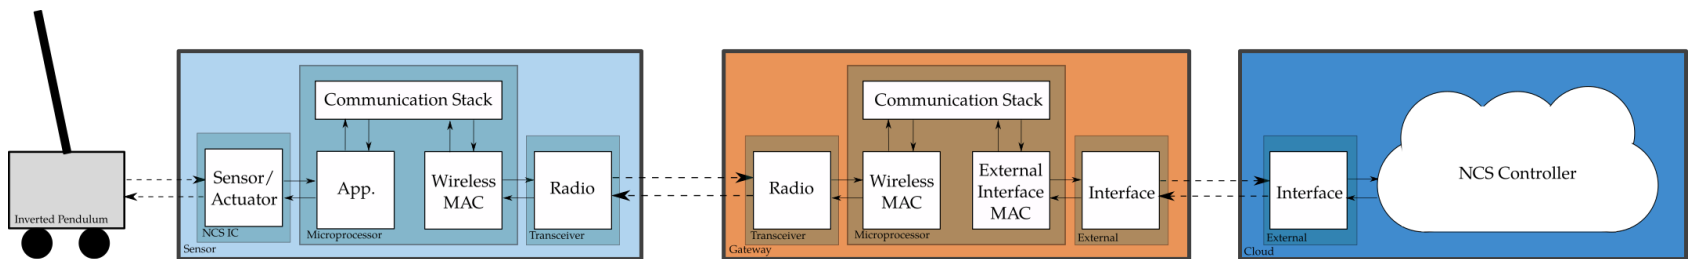 Inverted Pendulum
Communication Stack
Sensor/
Actuator
NCS IC
App.
Wireless
MAC
Microprocessor
Radio
Transceiver
Sensor
Communication Stack
Radio
Transceiver
Wireless
MAC
External
Interface
MAC
Microprocessor
Interface
External
Gateway
Interface
External
NCS Controller
Cloud